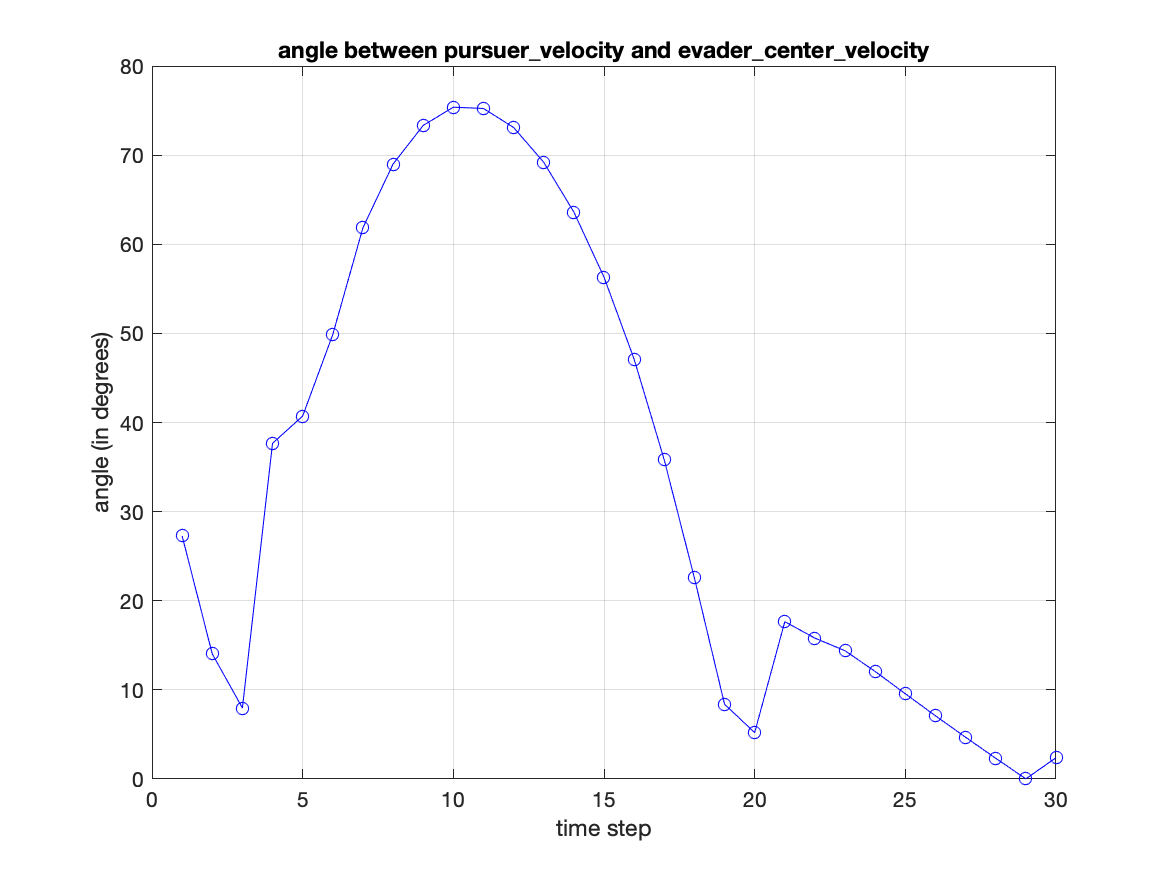 angle between pursuer_velocity and evader_center_velocity
80
70
60
50
40
30
20
10
0
angle (in degrees)
0 5 10 15 20 25 30
time step